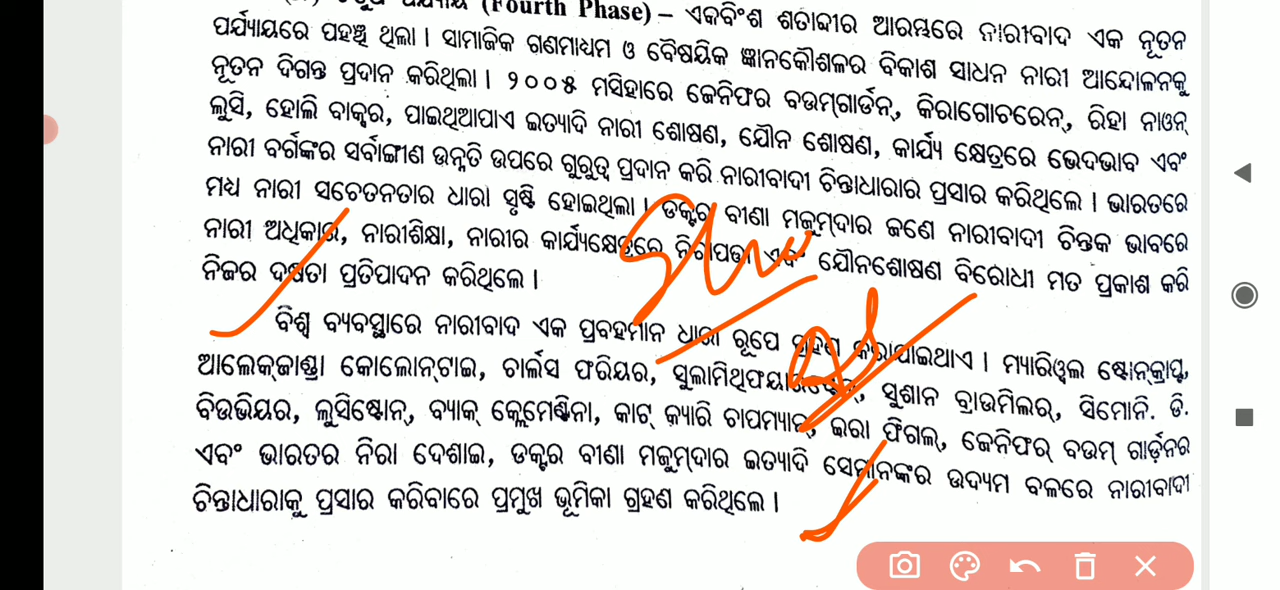 (Fourth Phase) – ଏକବିଂଶ ଶତାବ୍ଦୀର ଆରମ୍ଭରେ ନାରୀବାଦ ଏକ ନୂତନ
ପର୍ଯ୍ୟାୟରେ ପହଞ୍ଚି ଥିଲା । ସାମାଜିକ ଗଣମାଧ୍ୟମ ଓ ବୈଷୟିକ ଜ୍ଞାନକୌଶଳର ବିକାଶ ସାଧନ ନାରୀ ଆନ୍ଦୋଳନକୁ
ନୂତନ ଦିଗନ୍ତ ପ୍ରଦାନ କରିଥିଲା । ୨୦୦୫ ମସିହାରେ ଜେନିଫର ବଉମ୍‌ଗାର୍ଡନ୍, କିରାଗୋଚରେନ୍, ରିହା ନାଓନ୍
ଲୁସି, ହୋଲି ବାକ୍ସର, ପାଇଥିଆପାଏ ଇତ୍ୟାଦି ନାରୀ ଶୋଷଣ, ଯୌନ ଶୋଷଣ, କାର୍ଯ୍ୟ କ୍ଷେତ୍ରରେ ଭେଦଭାବ ଏବଂ
ନାରୀ ବର୍ଗଙ୍କର ସର୍ବାଙ୍ଗୀଣ ଉନ୍ନତି ଉପରେ ଗୁରୁତ୍ୱ ପ୍ରଦାନ କରି ନାରୀବାଦୀ ଚିନ୍ତାଧାରାର ପ୍ରସାର କରିଥିଲେ । ଭାରତରେ
ମଧ୍ୟ ନାରୀ ସଚେତନତାର ଧାରା ସୃଷ୍ଟି ହୋଇଥିଲା । ଡକ୍ଟର ବୀଣା ମଜୁମ୍‌ଦାର ଜଣେ ନାରୀବାଦୀ ଚିନ୍ତକ ଭାବରେ
ନାରୀ ଅଧିକାର, ନାରୀଶିକ୍ଷା, ନାରୀର କାର୍ଯ୍ୟକ୍ଷେତ୍ରରେ ନିରାପତ୍ତା ଏବଂ ଯୌନଶୋଷଣ ବିରୋଧୀ ମତ ପ୍ରକାଶ କରି
ନିଜର ଦକ୍ଷତା ପ୍ରତିପାଦନ କରିଥିଲେ ।
ବିଶ୍ୱ ବ୍ୟବସ୍ଥାରେ ନାରୀବାଦ ଏକ ପ୍ରବହମାନ ଧାରା ରୂପେ ଗ୍ରହଣ କରାଯାଇଥାଏ । ମ୍ୟାରିୱଲ ଷ୍ଟୋନ୍‌କ୍ରାଫ୍ଟ,
ଆଲେକ୍‌ଜାଣ୍ଡ୍ରା କୋଲୋନ୍‌ଟାଇ, ଚାର୍ଲସ ଫରିୟର, ସୁଶାନ ବ୍ରାଉମିଲର୍, ସିମୋନି. ଡି.
ବିଉଭିୟର, ଲୁସିଷ୍ଟୋନ୍, ବ୍ୟାକ୍ କ୍ଲେମେଣ୍ଟିନା, କାଟ୍ କ୍ୟାରି ଚାପମ୍ୟାନ୍, ଇରା ଫିଗଲ୍, ଜେନିଫର୍ ବଉମ୍ ଗାର୍ଡ଼ନର
ଏବଂ ଭାରତର ନିରା ଦେଶାଇ, ଡକ୍ଟର ବୀଣା ମଜୁମ୍‌ଦାର ଇତ୍ୟାଦି ସେମାନଙ୍କର ଉଦ୍ୟମ ବଳରେ ନାରୀବାଦୀ
ଚିନ୍ତାଧାରାକୁ ପ୍ରସାର କରିବାରେ ପ୍ରମୁଖ ଭୂମିକା ଗ୍ରହଣ କରିଥିଲେ ।